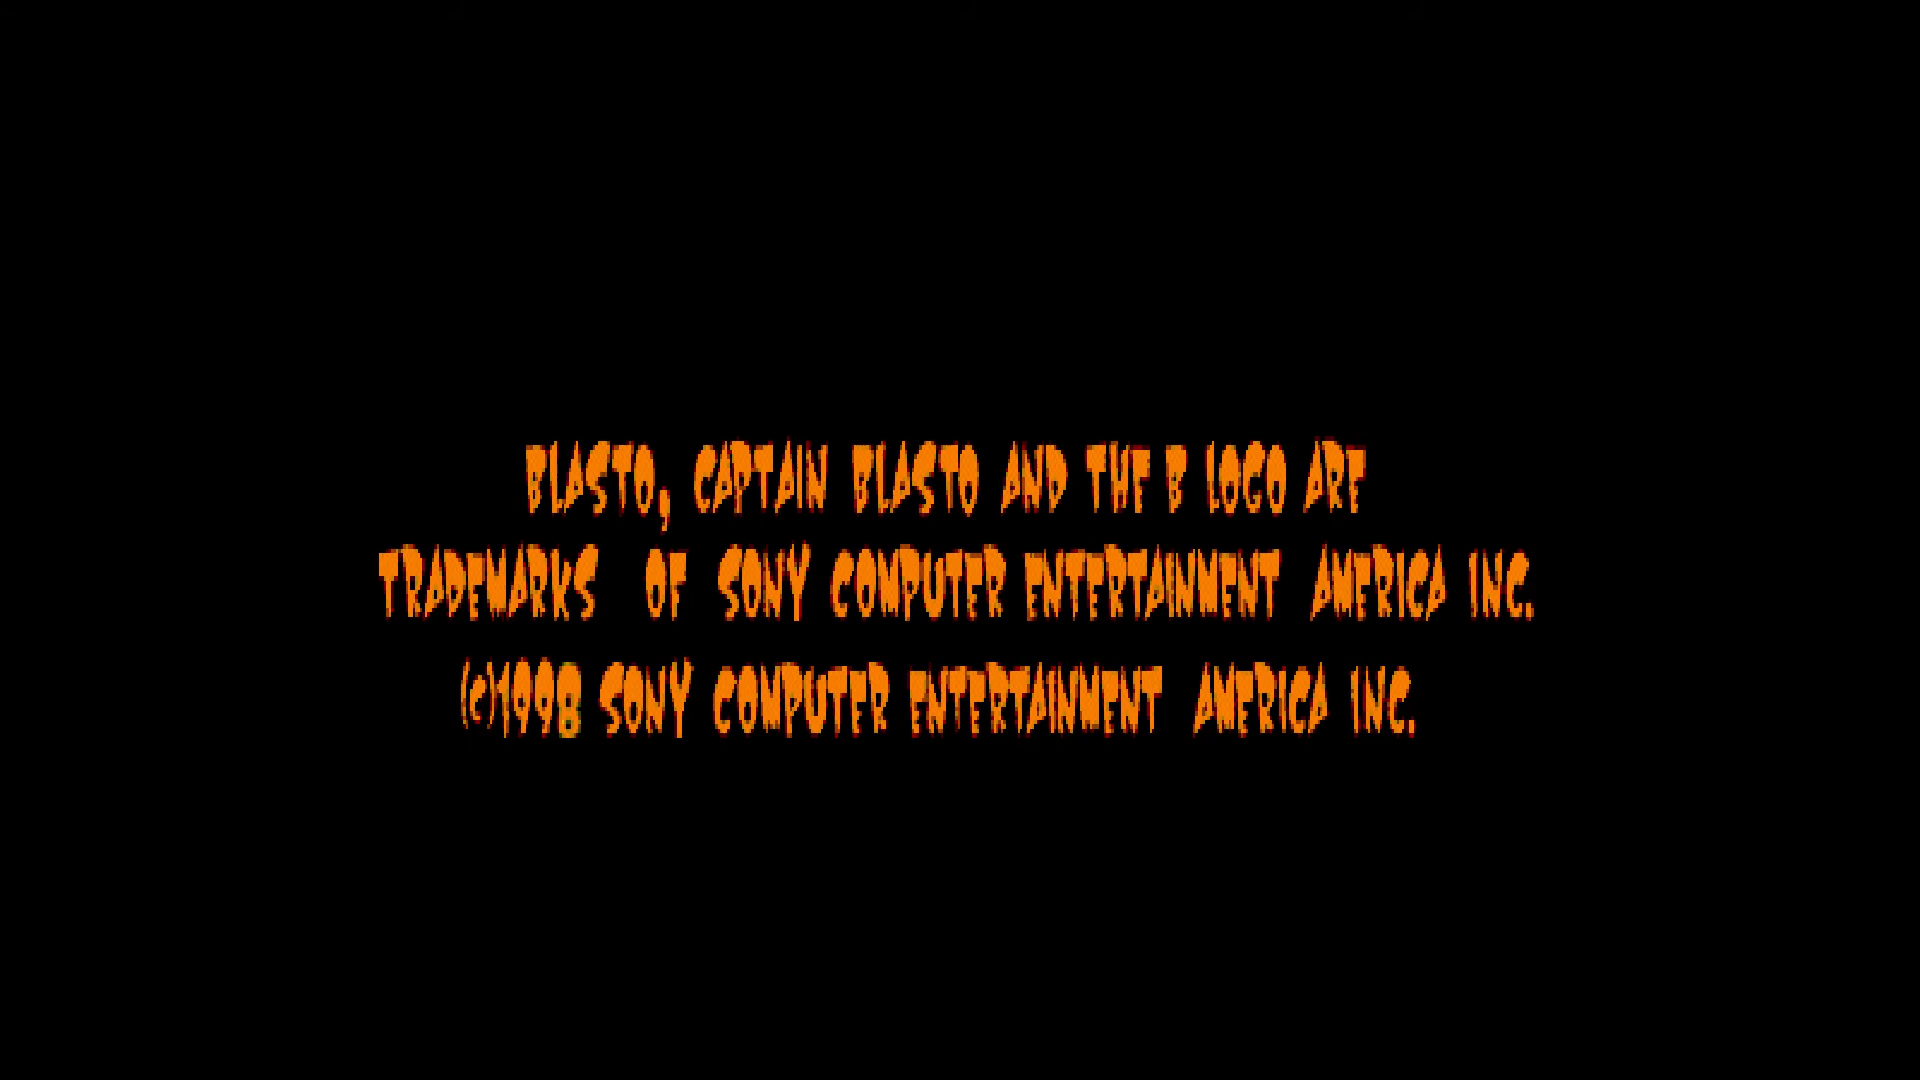 BLASTO, CAPTAIN BLASTO AND THE B LOGO ARE
TRADEMARKS OF SONY COMPUTER ENTERTAINMENT AMERICA INC.
(C)1998 SONY COMPUTER ENTERTAINMENT AMERICA INC.